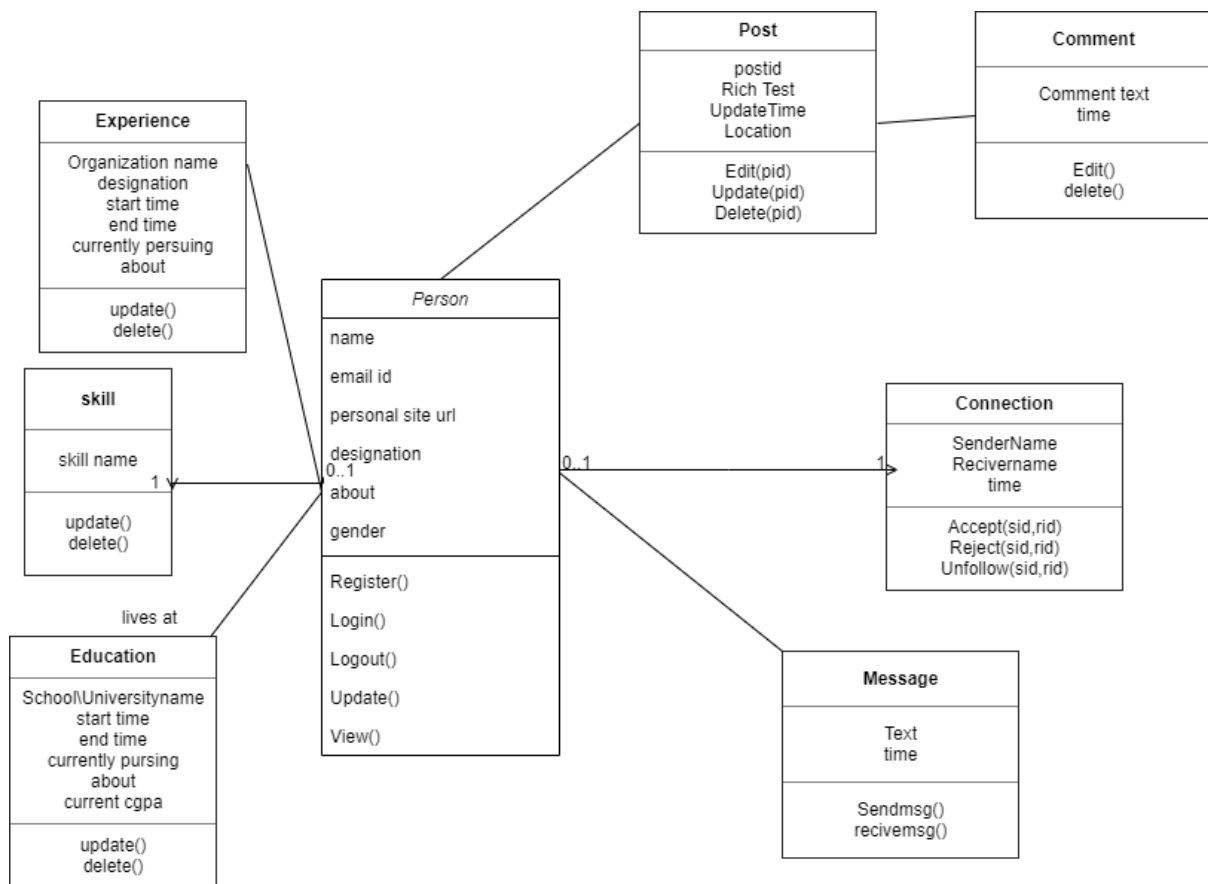 Post
postid
Rich Test
UpdateTime
Location
Edit(pid)
Update(pid)
Delete(pid)
Comment
Comment text
time
Edit()
delete()
Experience
Organization name
designation
start time
end time
currently persuing
about
update()
delete()
Person
name
email id
personal site url
designation
about
gender
Register()
Login()
Logout()
Update()
View()
skill
skill name
update()
delete()
1
0..1
0..1
1
Connection
SenderName
Recivername
time
Accept(sid,rid)
Reject(sid,rid)
Unfollow(sid,rid)
lives at
Education
School\Universityname
start time
end time
currently pursing
about
current cgpa
update()
delete()
Message
Text
time
Sendmsg()
recivemsg()